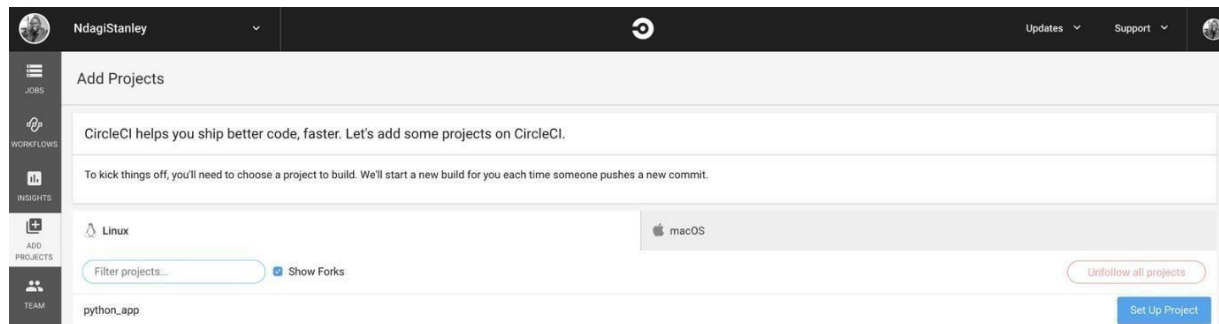 NdagiStanley
Updates
Support
JOBS
Add Projects
WORKFLOWS
CircleCI helps you ship better code, faster. Let's add some projects on CircleCI.
To kick things off, you'll need to choose a project to build. We'll start a new build for you each time someone pushes a new commit.
INSIGHTS
ADD
PROJECTS
Linux
macOS
Filter projects...
Show Forks
Unfollow all projects
TEAM
python_app
Set Up Project